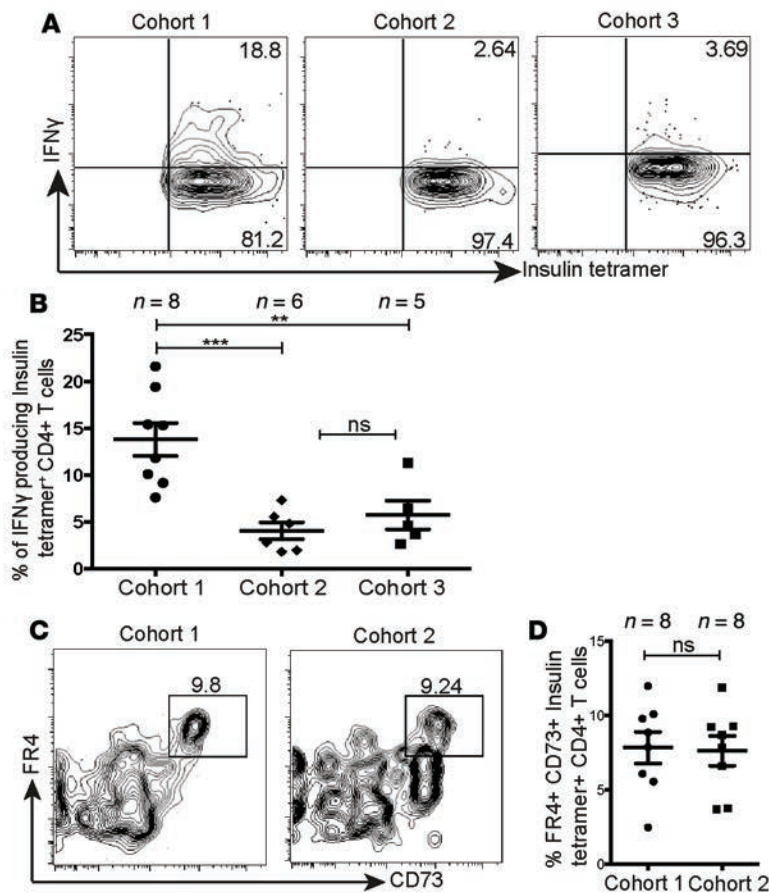 A
Cohort 1
Cohort 2
Cohort 3
18.8
2.64
3.69
IFNγ
81.2
97.4
96.3
Insulin tetramer
B
n = 8
n = 6
n = 5
**
***
ns
% of IFNγ producing Insulin
tetramer⁺ CD4+ T cells
25
20
15
10
5
0
Cohort 1
Cohort 2
Cohort 3
C
Cohort 1
Cohort 2
9.8
9.24
FR4
CD73
D
n = 8
n = 8
ns
% FR4+ CD73+ Insulin
tetramer+ CD4+ T cells
15
10
5
0
Cohort 1
Cohort 2